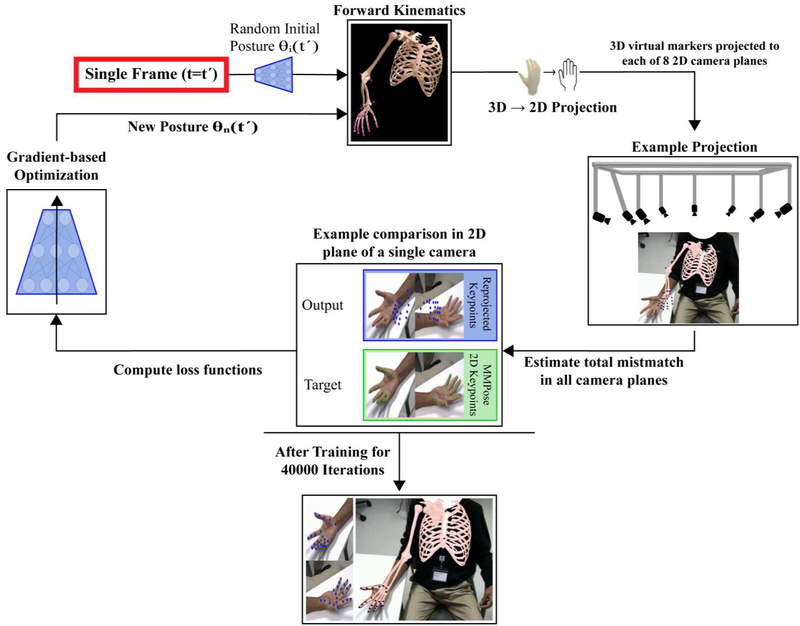 Forward Kinematics
Random Initial
Posture θi(t´)
Single Frame (t=t´)
3D virtual markers projected to
each of 8 2D camera planes
3D → 2D Projection
New Posture θn(t´)
Example Projection
Gradient-based
Optimization
Example comparison in 2D
plane of a single camera
Output
Reprojected
Keypoints
Target
MMPose
2D Keypoints
Compute loss functions
Estimate total mismatch
in all camera planes
After Training for
40000 Iterations